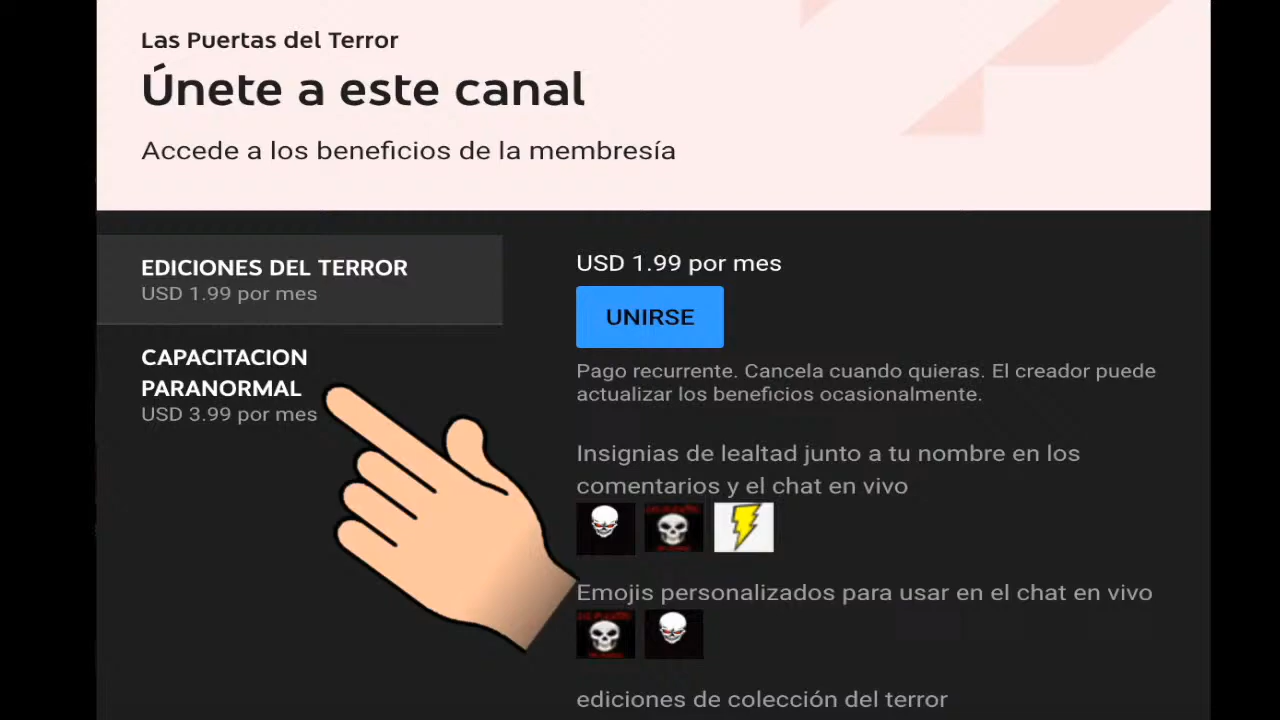 Las Puertas del Terror
Únete a este canal
Accede a los beneficios de la membresía
EDICIONES DEL TERROR
USD 1.99 por mes
CAPACITACION
PARANORMAL
USD 3.99 por mes
USD 1.99 por mes
UNIRSE
Pago recurrente. Cancela cuando quieras. El creador puede
actualizar los beneficios ocasionalmente.
Insignias de lealtad junto a tu nombre en los
comentarios y el chat en vivo
Emojis personalizados para usar en el chat en vivo
ediciones de colección del terror